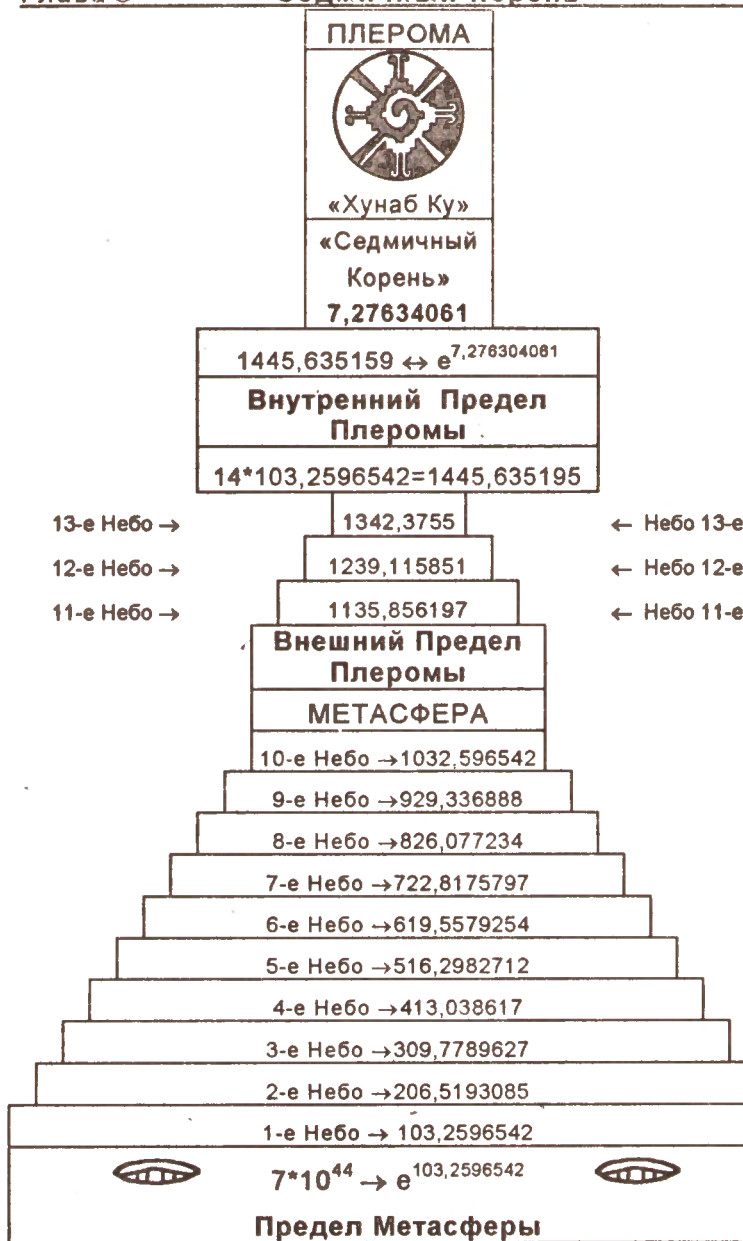 ПЛЕРОМА
«Хунаб Ку»
«Седмичный
Корень»
7,27634061
1445,635159 ↔ e^7,276304061
Внутренний Предел
Плеромы
14*103,2596542=1445,635195
13-е Небо → 1342,3755 ← Небо 13-е
12-е Небо → 1239,115851 ← Небо 12-е
11-е Небо → 1135,856197 ← Небо 11-е
Внешний Предел
Плеромы
МЕТАСФЕРА
10-е Небо →1032,596542
9-е Небо →929,336888
8-е Небо →826,077234
7-е Небо →722,8175797
6-е Небо →619,5579254
5-е Небо →516,2982712
4-е Небо →413,038617
3-е Небо →309,7789627
2-е Небо →206,5193085
1-е Небо → 103,2596542
7*10^44 → e^103,2596542
Предел Метасферы